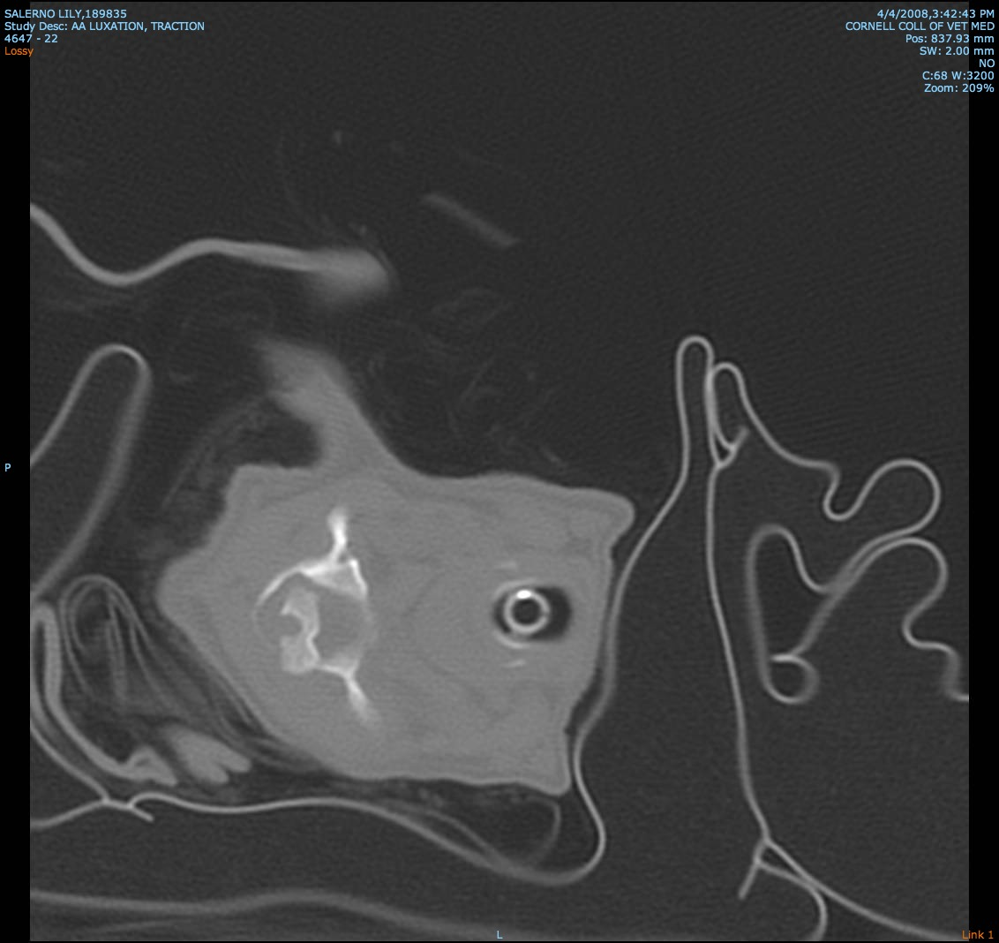 SALERNO LILY,189835
Study Desc: AA LUXATION, TRACTION
4647 - 22
Lossy
4/4/2008,3:42:43 PM
CORNELL COLL OF VET MED
Pos: 837.93 mm
SW: 2.00 mm
NO
C:68 W:3200
Zoom: 209%
P
L
Link 1